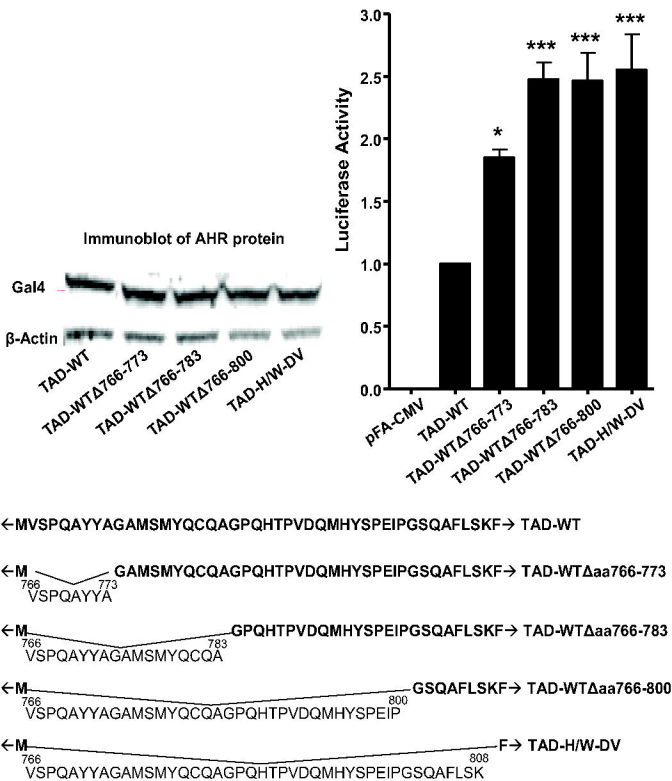 Immunoblot of AHR protein
Gal4
β-Actin
TAD-WT
TAD-WTΔ766-773
TAD-WTΔ766-783
TAD-WTΔ766-800
TAD-H/W-DV
Luciferase Activity
3.0
2.5
2.0
1.5
1.0
0.5
0.0
*
***
***
***
pFA-CMV
TAD-WT
TAD-WTΔ766-773
TAD-WTΔ766-783
TAD-WTΔ766-800
TAD-H/W-DV
←MVSPQAYYAGAMSMYQCQAGPQHTPVDQMHYSPEIPGSQAFLSKF→ TAD-WT
←M GAMSMYQCQAGPQHTPVDQMHYSPEIPGSQAFLSKF→ TAD-WTΔaa766-773
766 773
VSPQAYYA
←M GPQHTPVDQMHYSPEIPGSQAFLSKF→ TAD-WTΔaa766-783
766 783
VSPQAYYAGAMSMYQCQA
←M GSQAFLSKF→ TAD-WTΔaa766-800
766 800
VSPQAYYAGAMSMYQCQAGPQHTPVDQMHYSPEIP
←M F→ TAD-H/W-DV
766 808
VSPQAYYAGAMSMYQCQAGPQHTPVDQMHYSPEIPGSQAFLSK